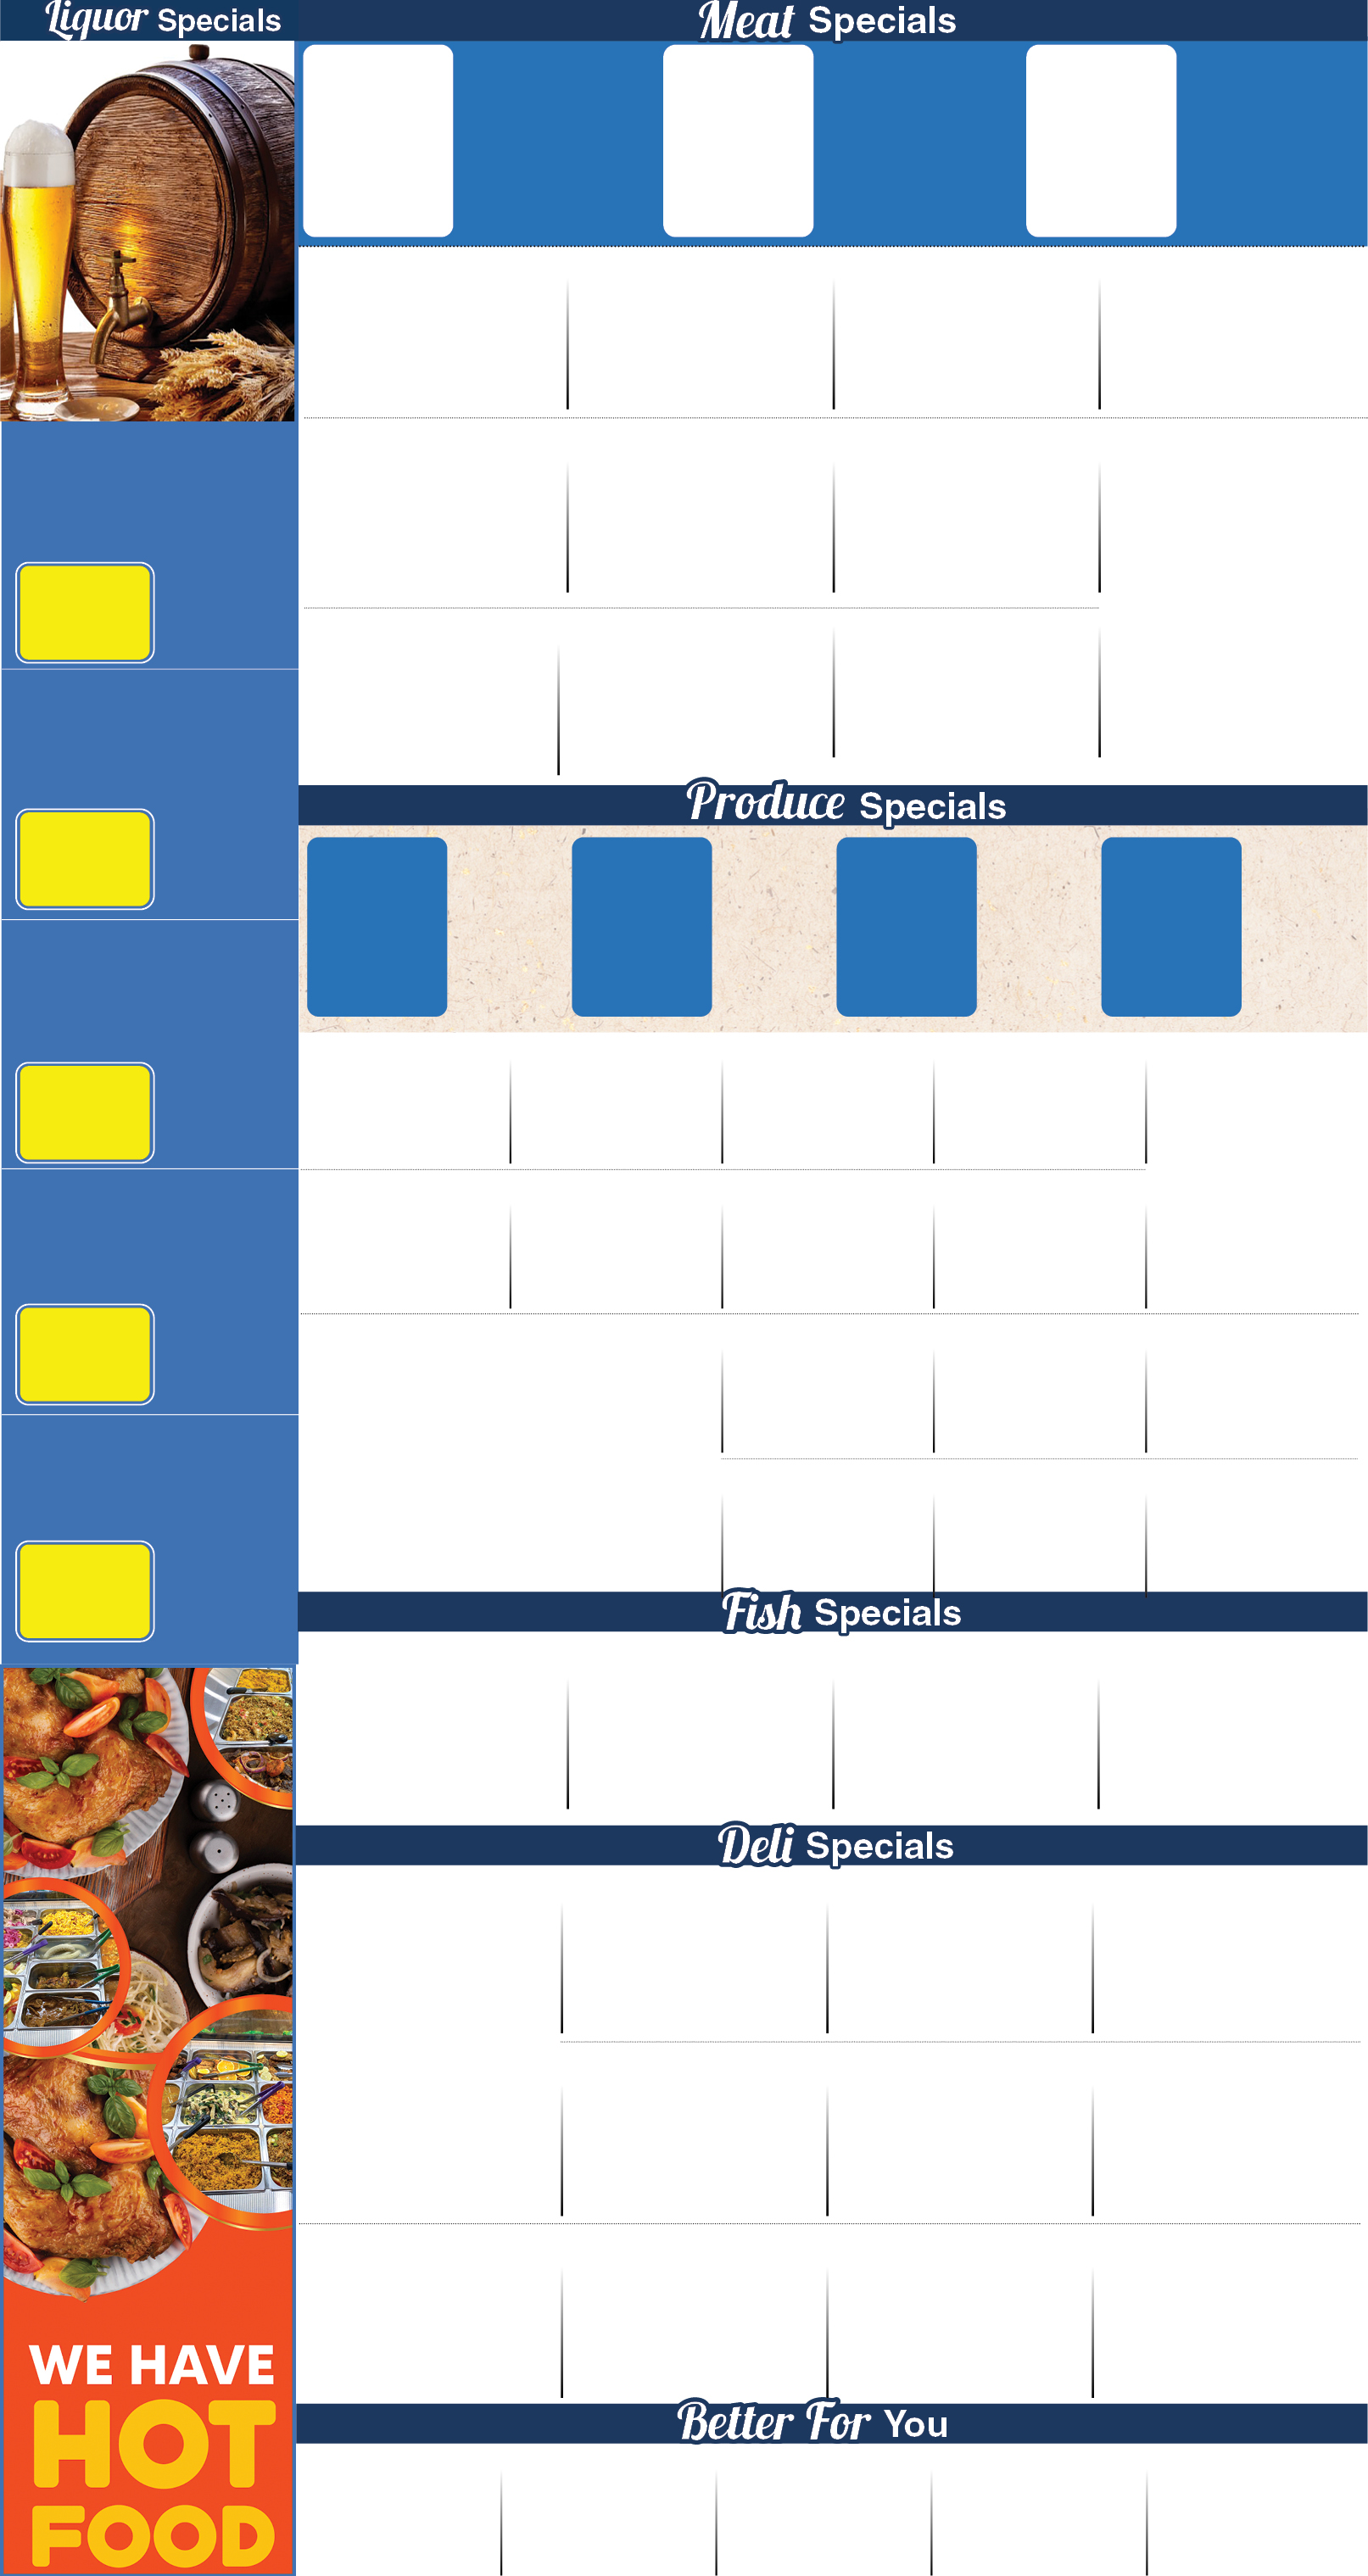 Liquor Specials
Meat Specials
Produce Specials
Fish Specials
Deli Specials
WE HAVE
HOT
FOOD
Better For You